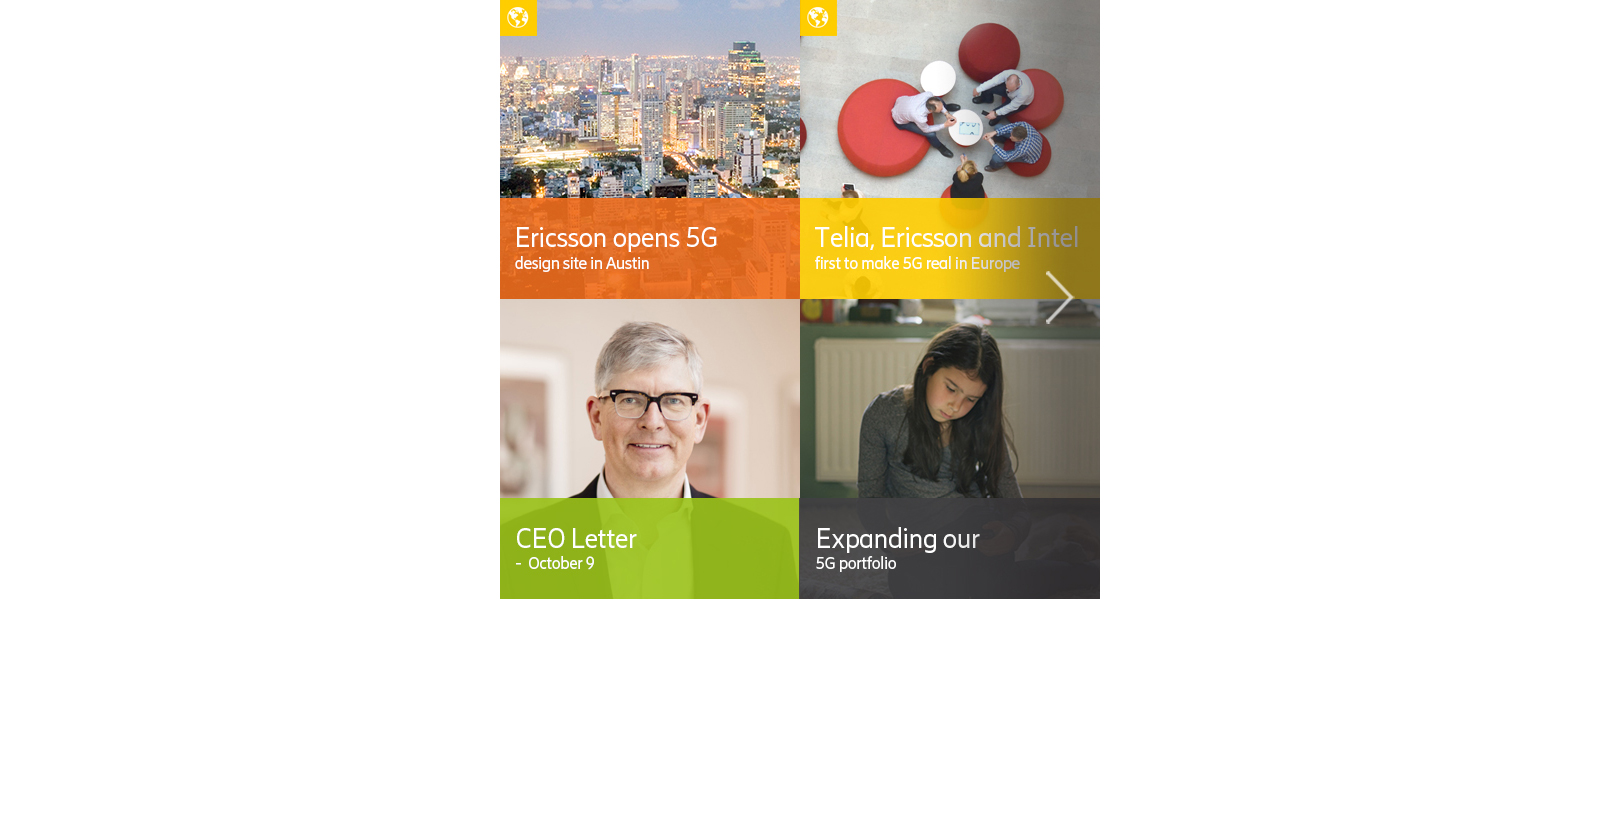 Ericsson opens 5G
design site in Austin
Telia, Ericsson and Intel
first to make 5G real in Europe
CEO Letter
- October 9
Expanding our
5G portfolio